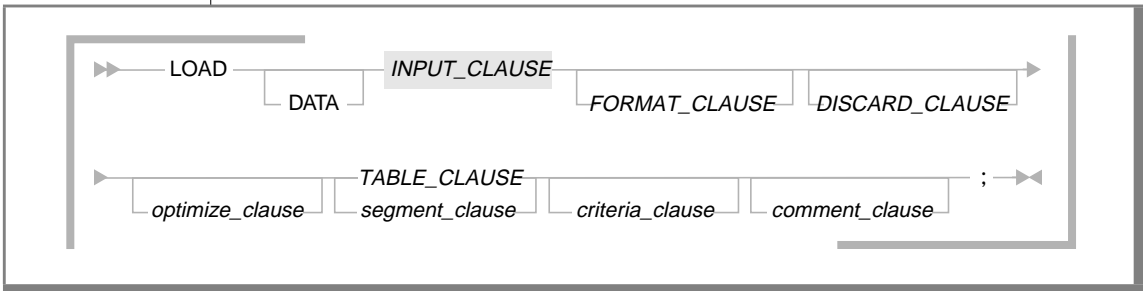 LOAD INPUT_CLAUSE
DATA FORMAT_CLAUSE DISCARD_CLAUSE
TABLE_CLAUSE ;
optimize_clause segment_clause criteria_clause comment_clause